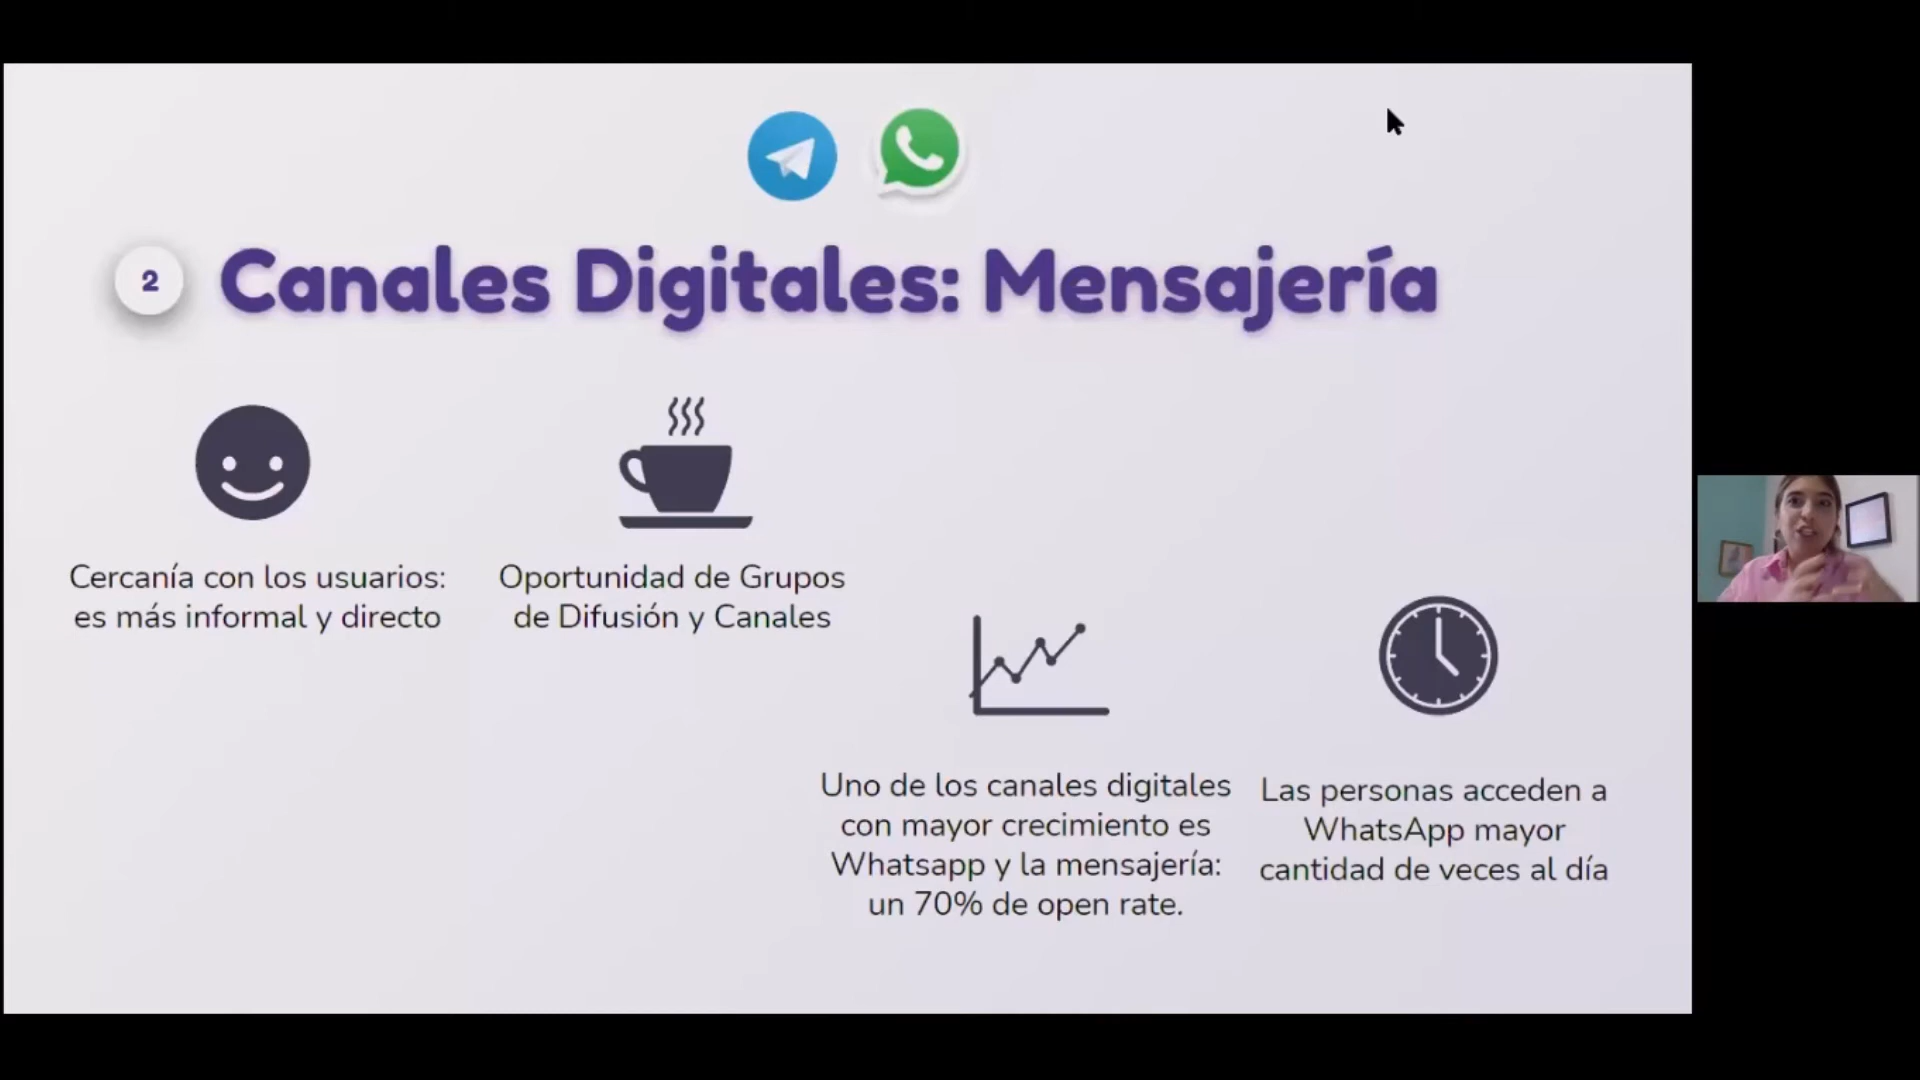 2
Canales Digitales: Mensajería
Cercanía con los usuarios:
es más informal y directo
Oportunidad de Grupos
de Difusión y Canales
Uno de los canales digitales
con mayor crecimiento es
Whatsapp y la mensajería:
un 70% de open rate.
Las personas acceden a
WhatsApp mayor
cantidad de veces al día